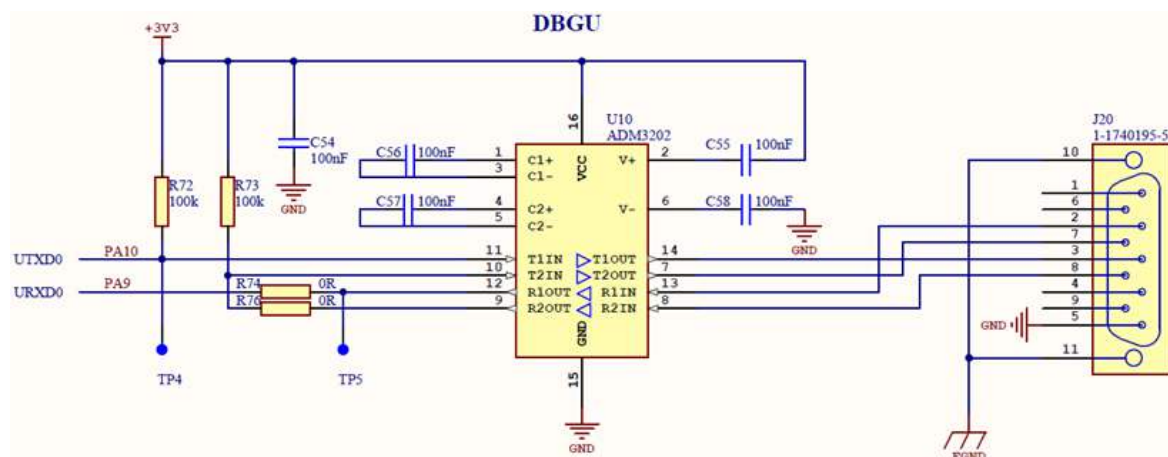 DBGU
+3V3
C54
100nF
GND
R72
100k
R73
100k
C56
100nF
C57
100nF
U10
ADM3202
16
VCC
1
C1+
3
C1-
4
C2+
5
C2-
11
T1IN
10
T2IN
12
R1OUT
9
R2OUT
V+
2
V-
6
T1OUT
14
T2OUT
7
R1IN
13
R2IN
8
GND
15
GND
C55
100nF
C58
100nF
GND
UTXD0
PA10
URXD0
PA9
R74
0R
R76
0R
TP4
TP5
J20
1-1740195-5
10
1
6
2
7
3
8
4
9
5
11
GND